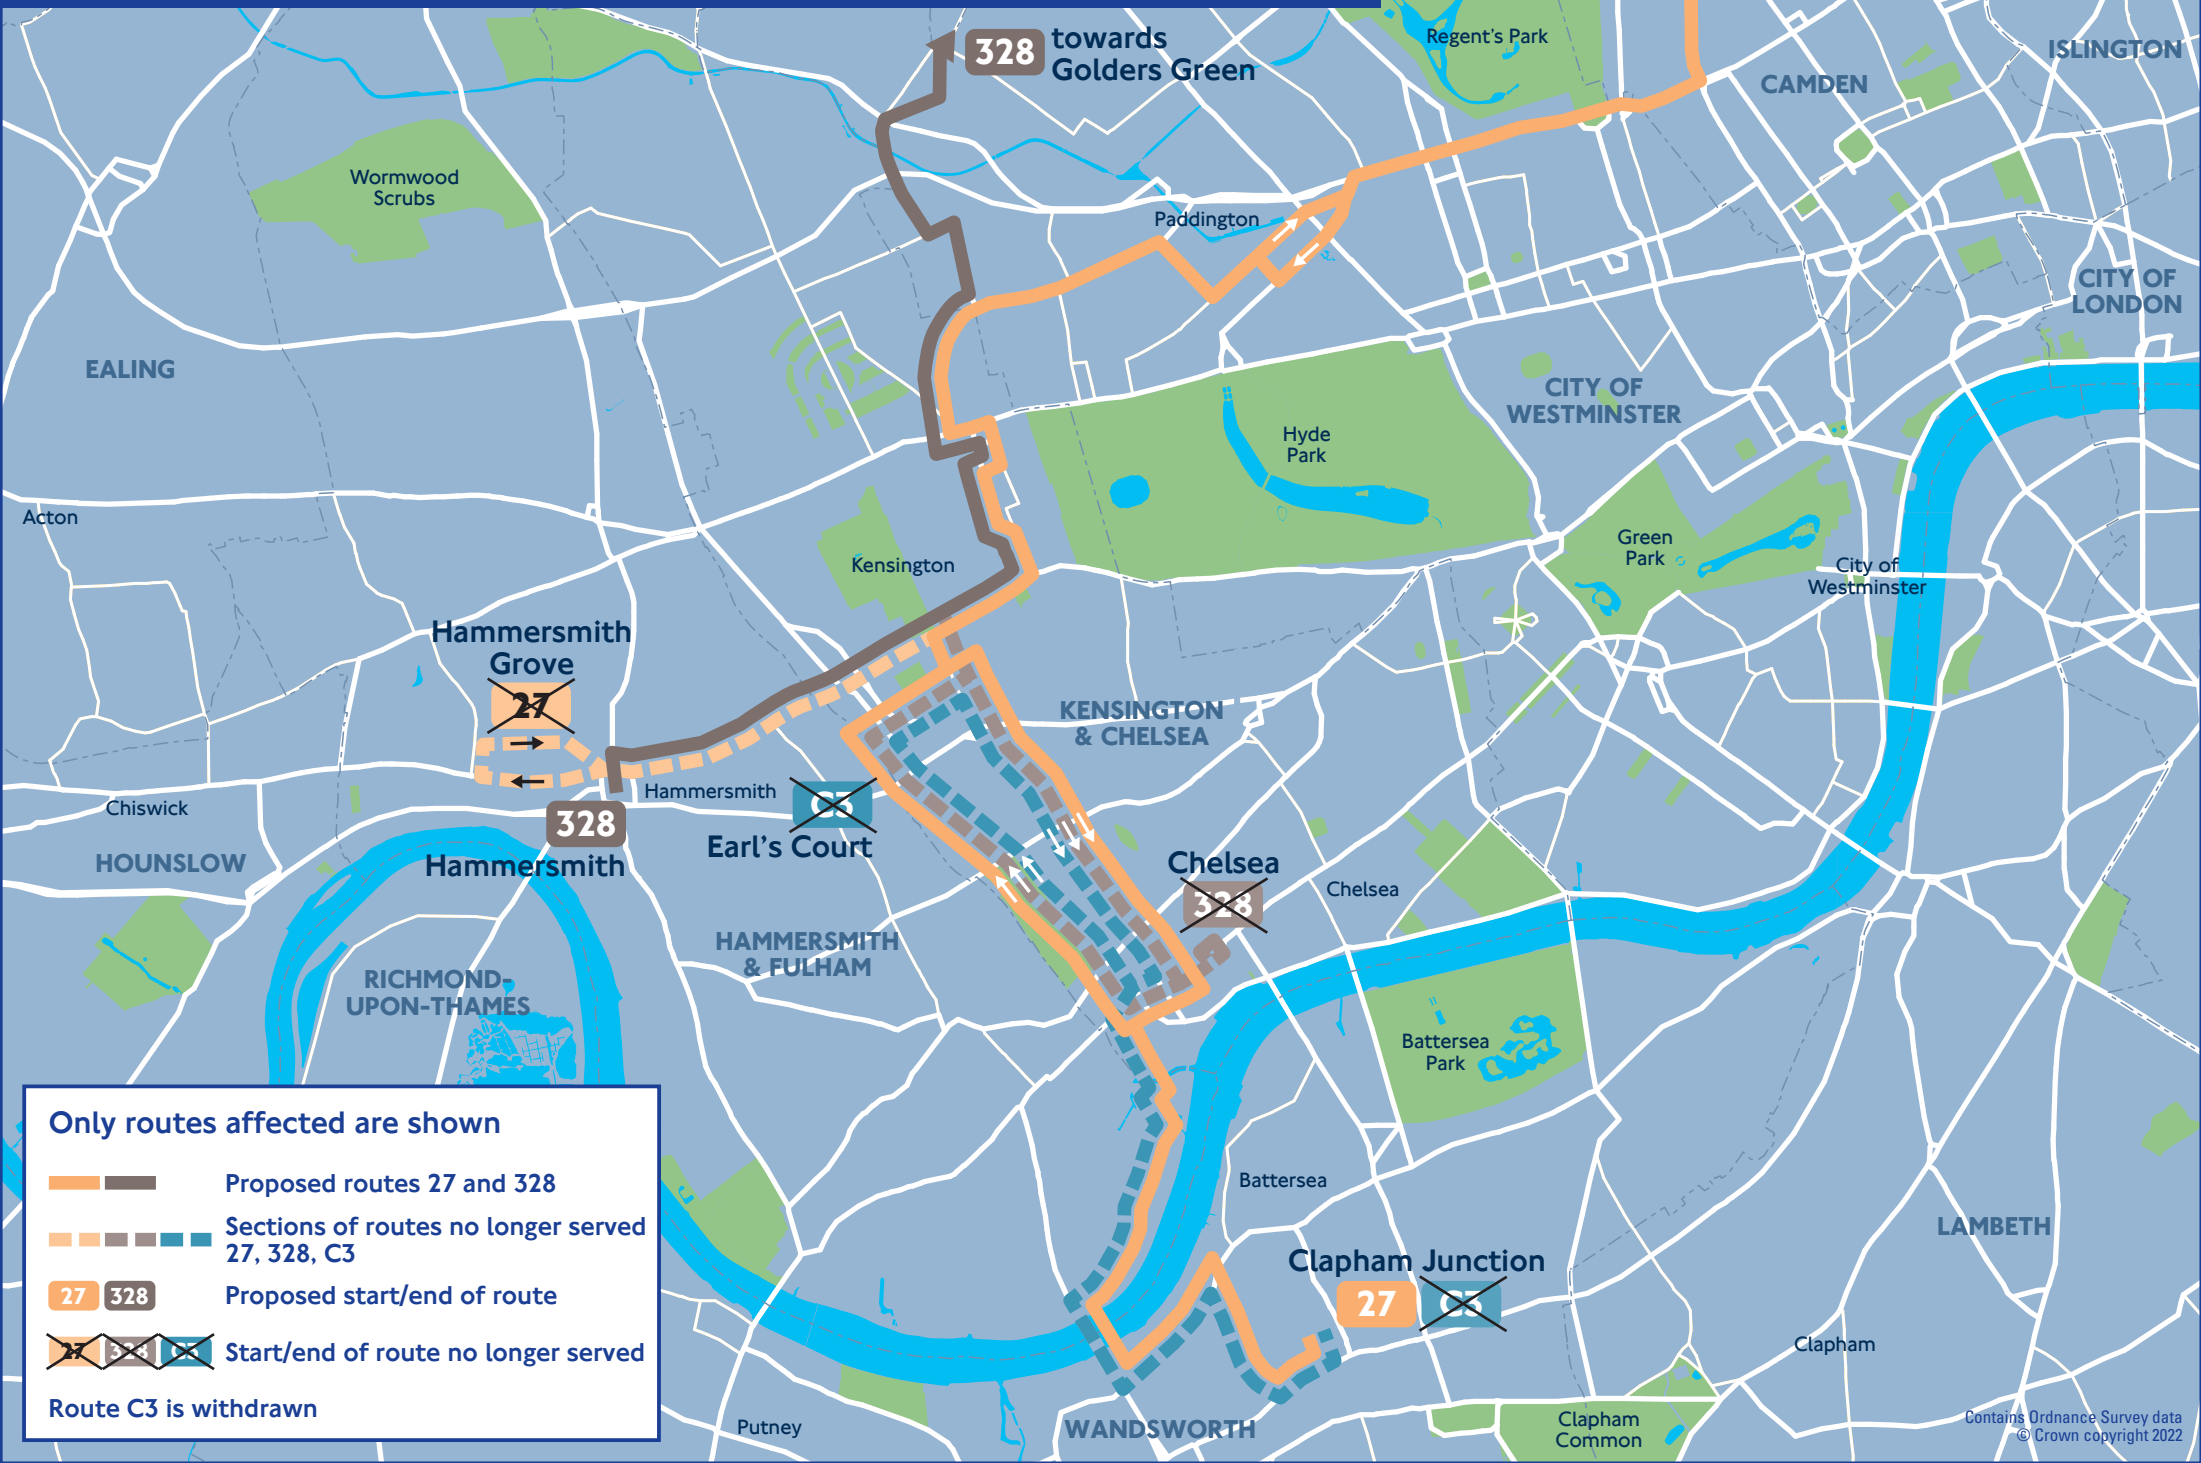 328
towards
Golders Green
Regent's Park
CAMDEN
ISLINGTON
Wormwood
Scrubs
Paddington
CITY OF
LONDON
EALING
CITY OF
WESTMINSTER
Hyde
Park
Acton
Green
Park
Kensington
City of
Westminster
Hammersmith
Grove
27
KENSINGTON
& CHELSEA
Chiswick
Hammersmith
C3
Earl's Court
328
Hammersmith
HOUNSLOW
Chelsea
328
Chelsea
HAMMERSMITH
& FULHAM
RICHMOND-
UPON-THAMES
Battersea
Park
Battersea
LAMBETH
Clapham Junction
27
C3
Clapham
Putney
WANDSWORTH
Clapham
Common
Only routes affected are shown
Proposed routes 27 and 328
Sections of routes no longer served
27, 328, C3
27 328 Proposed start/end of route
27 328 C3 Start/end of route no longer served
Route C3 is withdrawn
Contains Ordnance Survey data
© Crown copyright 2022